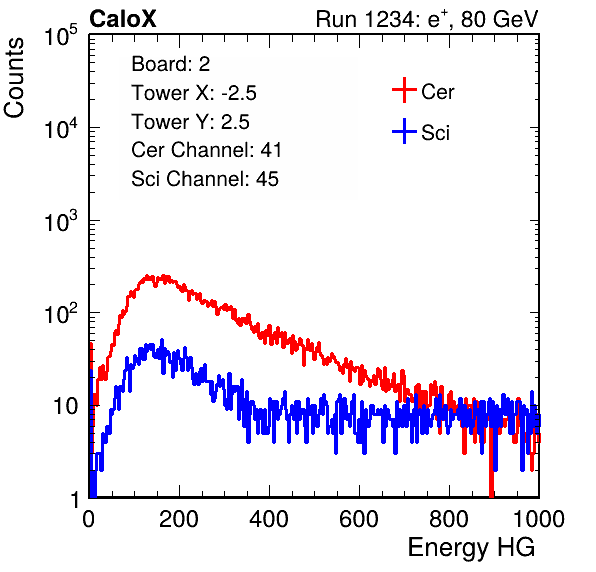 CaloX Run 1234: e⁺, 80 GeV
Counts
Board: 2
Tower X: -2.5
Tower Y: 2.5
Cer Channel: 41
Sci Channel: 45
Cer
Sci
10⁵
10⁴
10³
10²
10
1
0 200 400 600 800 1000
Energy HG